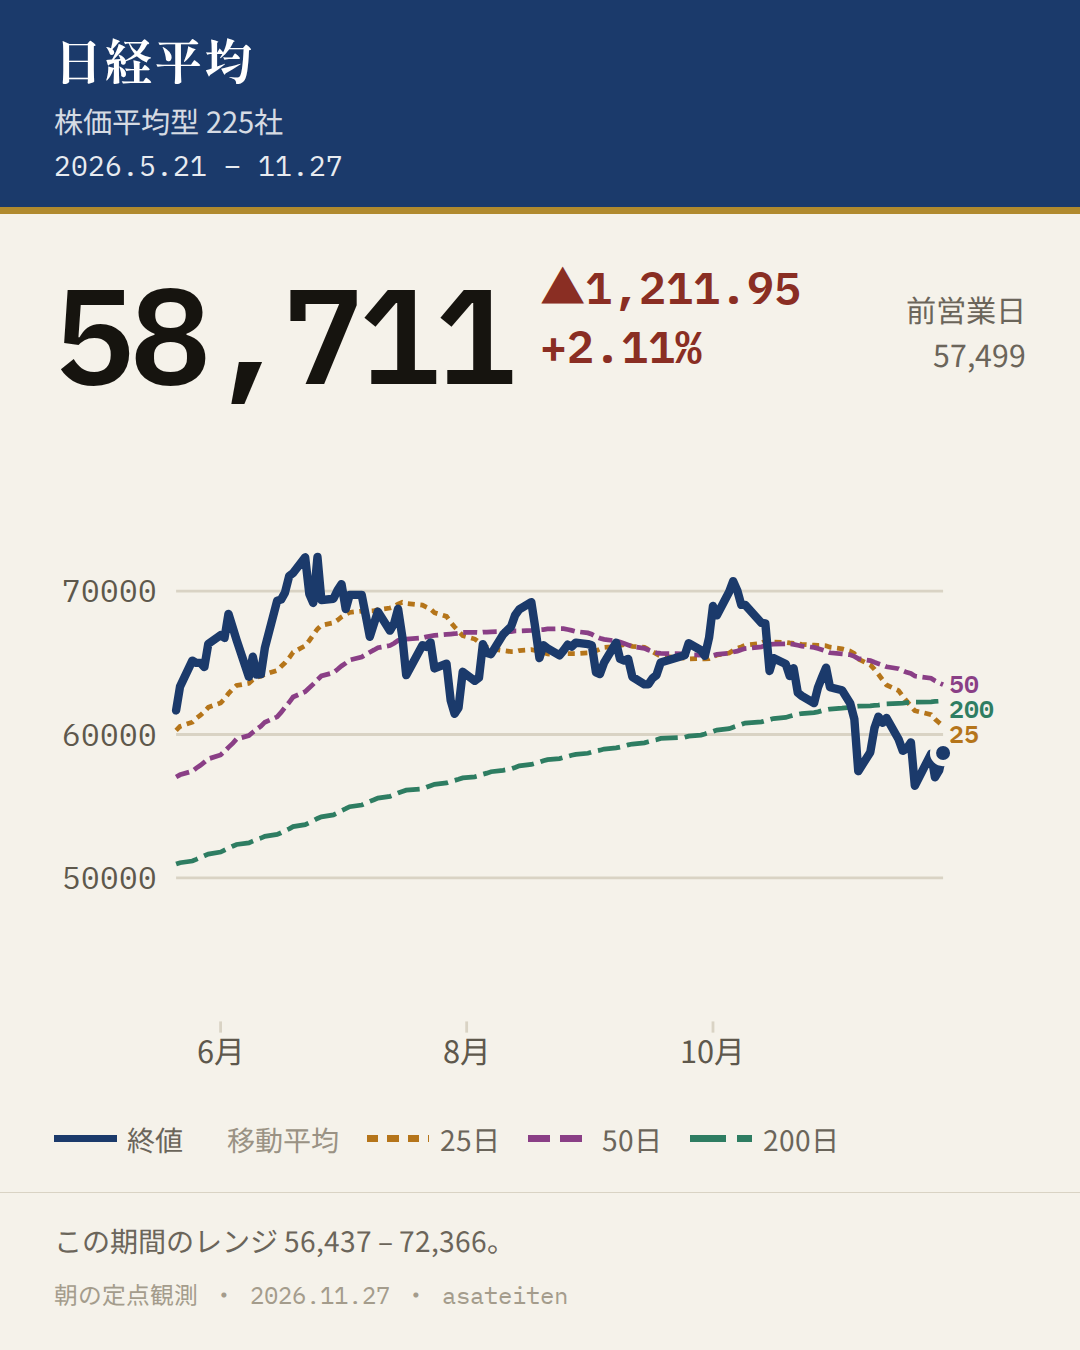 日経平均
株価平均型 225社
2026.5.21 – 11.27
58,711
▲1,211.95
+2.11%
前営業日
57,499
70000
60000
50000
50
200
25
6月
8月
10月
終値 移動平均 25日 50日 200日
この期間のレンジ 56,437 – 72,366。
朝の定点観測 ・ 2026.11.27 ・ asateiten